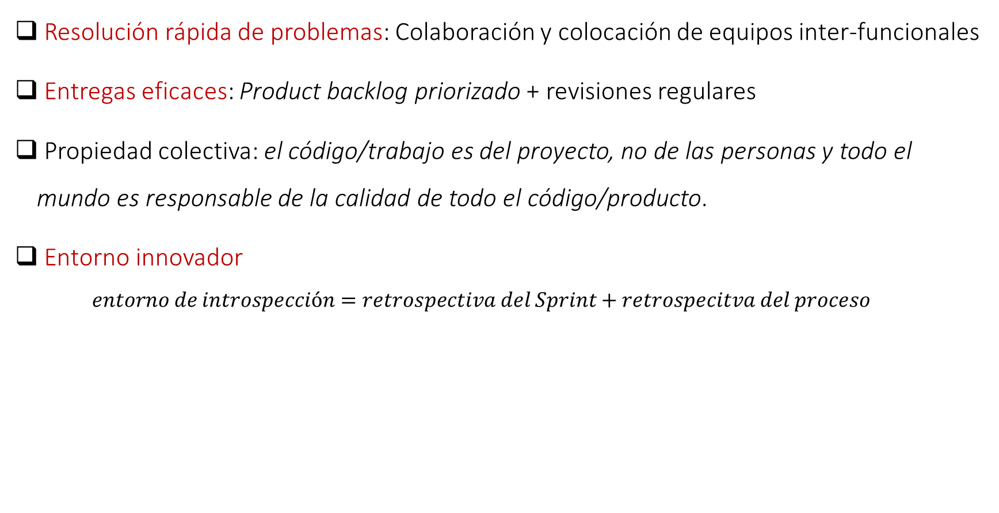 ❑ Resolución rápida de problemas: Colaboración y colocación de equipos inter-funcionales
❑ Entregas eficaces: Product backlog priorizado + revisiones regulares
❑ Propiedad colectiva: el código/trabajo es del proyecto, no de las personas y todo el
mundo es responsable de la calidad de todo el código/producto.
❑ Entorno innovador
entorno de introspección = retrospectiva del Sprint + retrospecitva del proceso